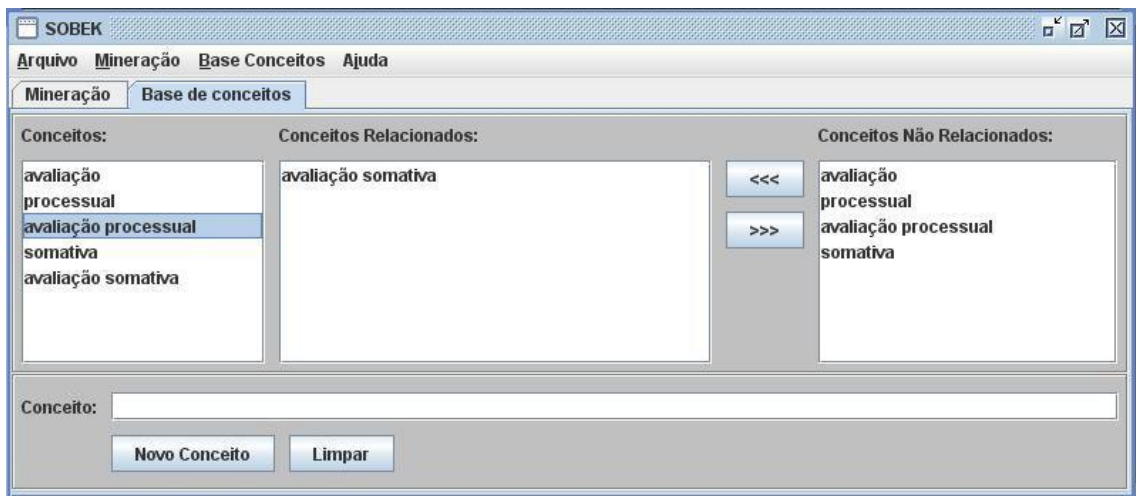 SOBEK
Arquivo Mineração Base Conceitos Ajuda
Mineração Base de conceitos
Conceitos:
avaliação
processual
avaliação processual
somativa
avaliação somativa
Conceitos Relacionados:
avaliação somativa
<<<
>>>
Conceitos Não Relacionados:
avaliação
processual
avaliação processual
somativa
Conceito:
Novo Conceito Limpar